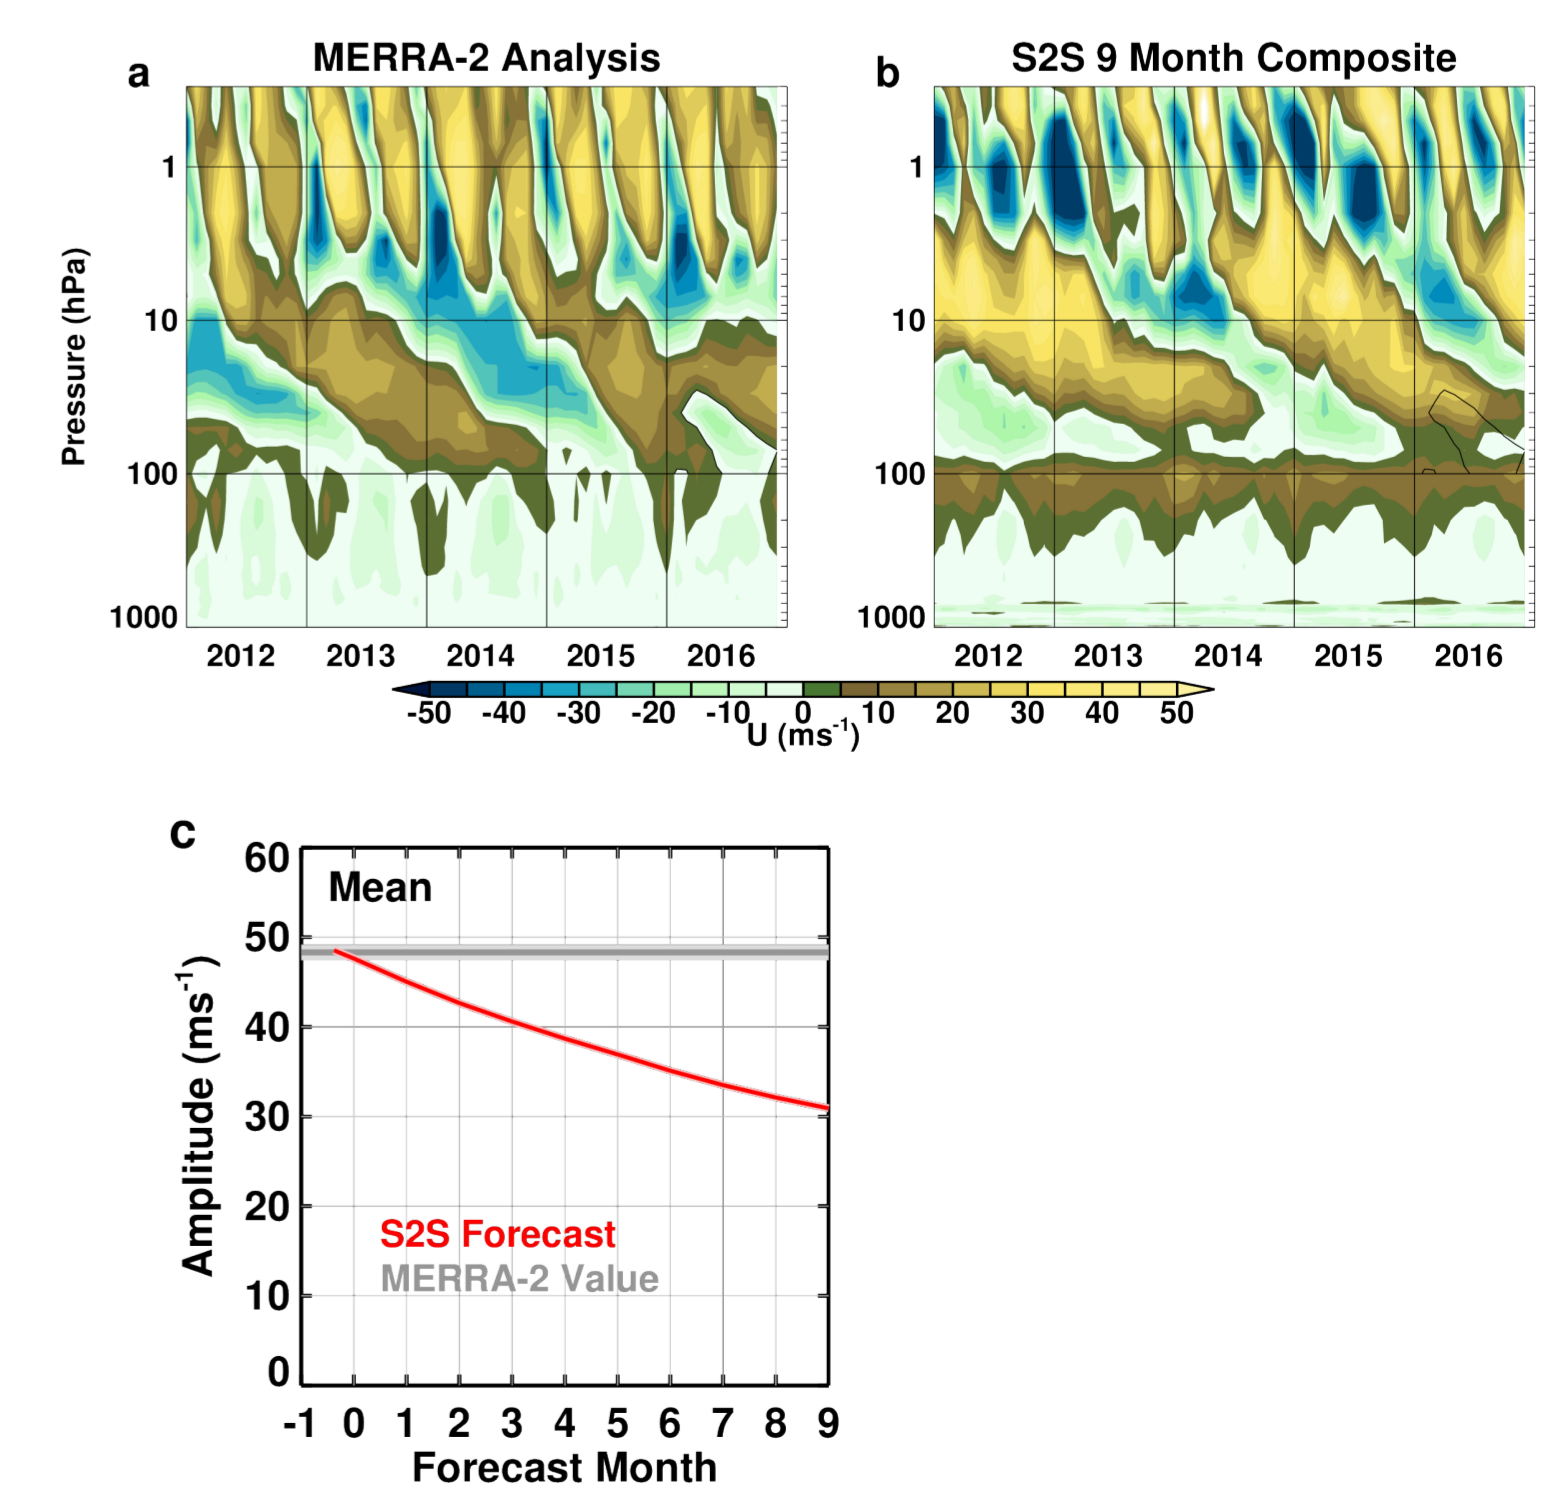 a MERRA-2 Analysis
b S2S 9 Month Composite
Pressure (hPa)
1
10
100
1000
2012 2013 2014 2015 2016
1
10
100
1000
2012 2013 2014 2015 2016
-50 -40 -30 -20 -10 0 10 20 30 40 50
U (ms-1)
c
Mean
Amplitude (ms-1)
60
50
40
30
20
10
0
S2S Forecast
MERRA-2 Value
-1 0 1 2 3 4 5 6 7 8 9
Forecast Month